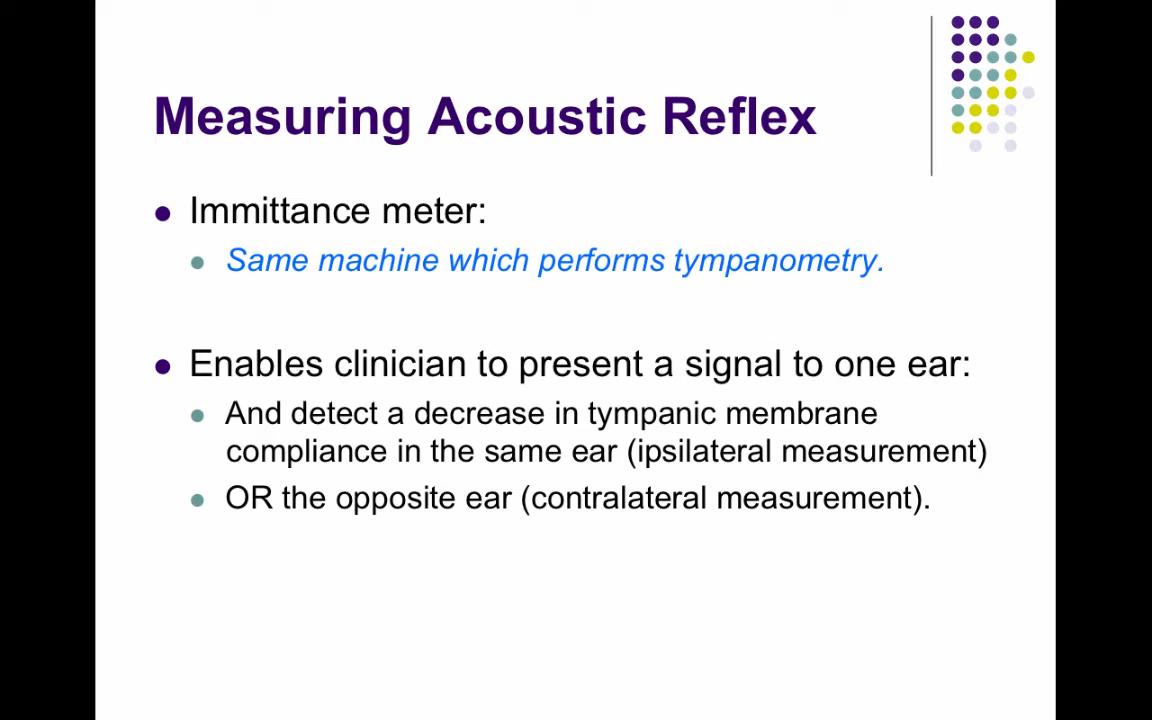 Measuring Acoustic Reflex
Immittance meter:
Same machine which performs tympanometry.
Enables clinician to present a signal to one ear:
And detect a decrease in tympanic membrane
compliance in the same ear (ipsilateral measurement)
OR the opposite ear (contralateral measurement).